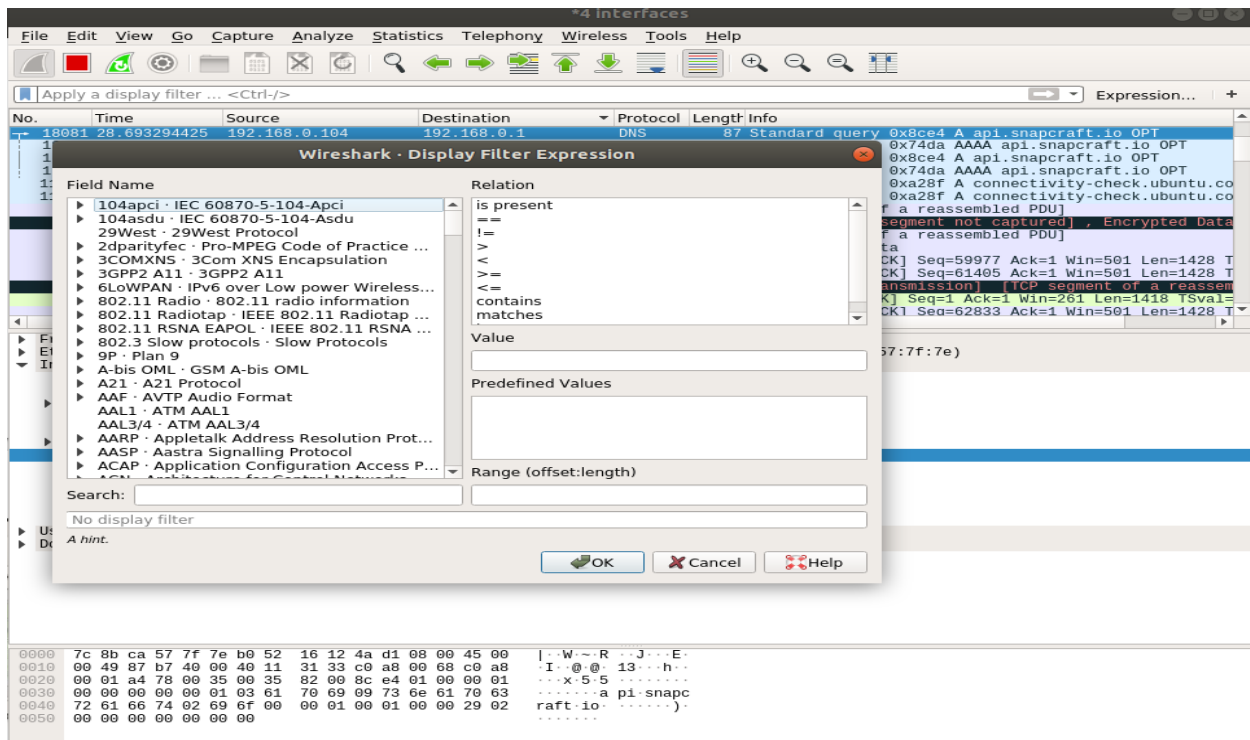 *4 interfaces
File Edit View Go Capture Analyze Statistics Telephony Wireless Tools Help
Apply a display filter ... <Ctrl-/>
Expression... +
No. Time Source Destination Protocol Length Info
18081 28.693294425 192.168.0.104 192.168.0.1 DNS 87 Standard query 0x8ce4 A api.snapcraft.io OPT
0x74da AAAA api.snapcraft.io OPT
0x8ce4 A api.snapcraft.io OPT
0x74da AAAA api.snapcraft.io OPT
0xa28f A connectivity-check.ubuntu.co
0xa28f A connectivity-check.ubuntu.co
f a reassembled PDU]
segment not captured] , Encrypted Data
f a reassembled PDU]
ta
CK] Seq=59977 Ack=1 Win=501 Len=1428 T
CK] Seq=61405 Ack=1 Win=501 Len=1428 T
ansmission] [TCP segment of a reassem
K] Seq=1 Ack=1 Win=261 Len=1418 TSval=
CK] Seq=62833 Ack=1 Win=501 Len=1428 T
57:7f:7e)
Wireshark · Display Filter Expression
Field Name
104apci · IEC 60870-5-104-Apci
104asdu · IEC 60870-5-104-Asdu
29West · 29West Protocol
2dparityfec · Pro-MPEG Code of Practice ...
3COMXNS · 3Com XNS Encapsulation
3GPP2 A11 · 3GPP2 A11
6LoWPAN · IPv6 over Low power Wireless...
802.11 Radio · 802.11 radio information
802.11 Radiotap · IEEE 802.11 Radiotap ...
802.11 RSNA EAPOL · IEEE 802.11 RSNA ...
802.3 Slow protocols · Slow Protocols
9P · Plan 9
A-bis OML · GSM A-bis OML
A21 · A21 Protocol
AAF · AVTP Audio Format
AAL1 · ATM AAL1
AAL3/4 · ATM AAL3/4
AARP · Appletalk Address Resolution Prot...
AASP · Aastra Signalling Protocol
ACAP · Application Configuration Access P...
Search:
No display filter
A hint.
Relation
is present
==
!=
>
<
>=
<=
contains
matches
Value
Predefined Values
Range (offset:length)
OK Cancel Help
0000 7c 8b ca 57 7f 7e b0 52 16 12 4a d1 08 00 45 00 |··W·~·R ··J···E·
0010 00 49 87 b7 40 00 40 11 31 33 c0 a8 00 68 c0 a8 ·I··@·@· 13···h··
0020 00 01 a4 78 00 35 00 35 82 00 8c e4 01 00 00 01 ···x·5·5 ········
0030 00 00 00 00 00 01 03 61 70 69 09 73 6e 61 70 63 ·······a pi·snapc
0040 72 61 66 74 02 69 6f 00 00 01 00 01 00 00 29 02 raft·io· ······)·
0050 00 00 00 00 00 00 00 ·······